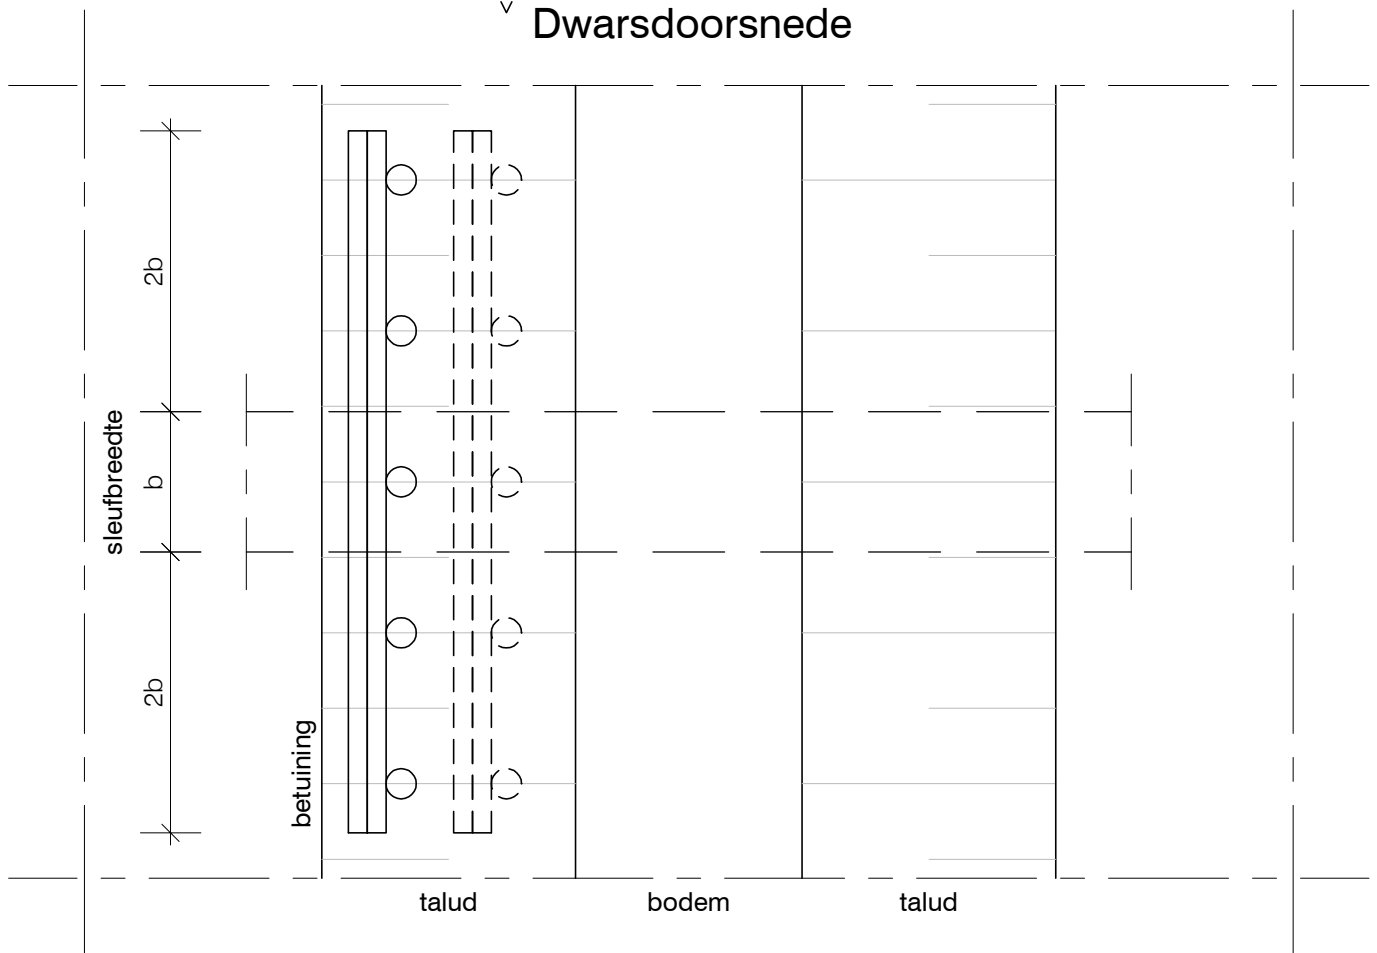 Dwarsdoorsnede
2b
sleufbreedte
b
2b
betuining
talud
bodem
talud